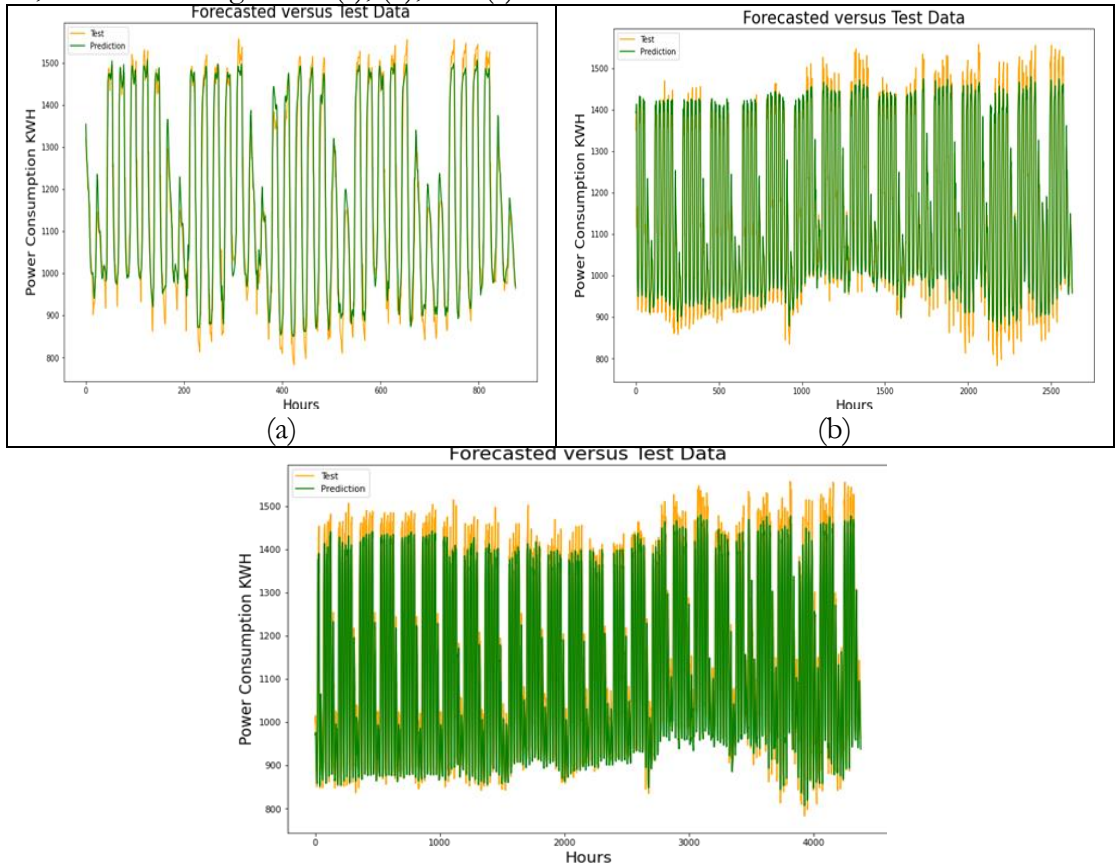 Forecasted versus Test Data
Test
Prediction
Power Consumption KWH
1500
1400
1300
1200
1100
1000
900
800
0
200
400
600
800
Hours
(a)
Forecasted versus Test Data
Test
Prediction
Power Consumption KWH
1500
1400
1300
1200
1100
1000
900
800
0
500
1000
1500
2000
2500
Hours
(b)
Forecasted versus Test Data
Test
Prediction
Power Consumption KWH
1500
1400
1300
1200
1100
1000
900
800
0
1000
2000
3000
4000
Hours